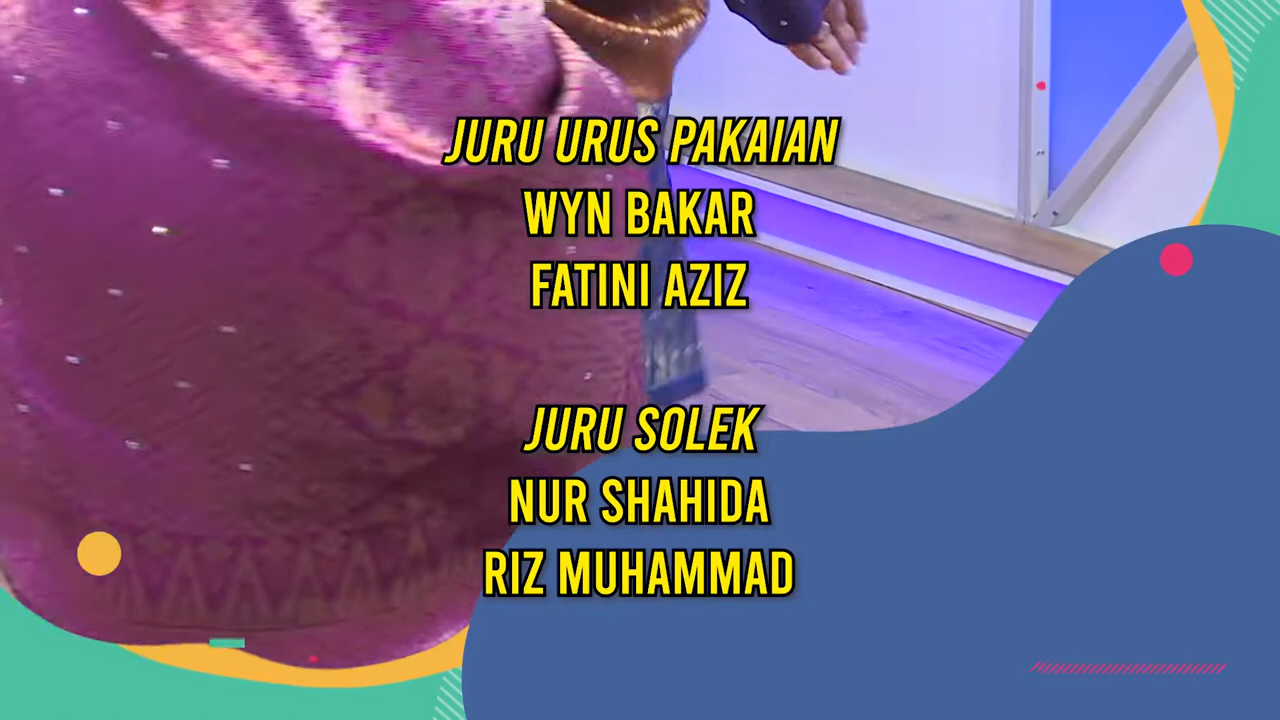 JURU URUS PAKAIAN
WYN BAKAR
FATINI AZIZ
JURU SOLEK
NUR SHAHIDA
RIZ MUHAMMAD